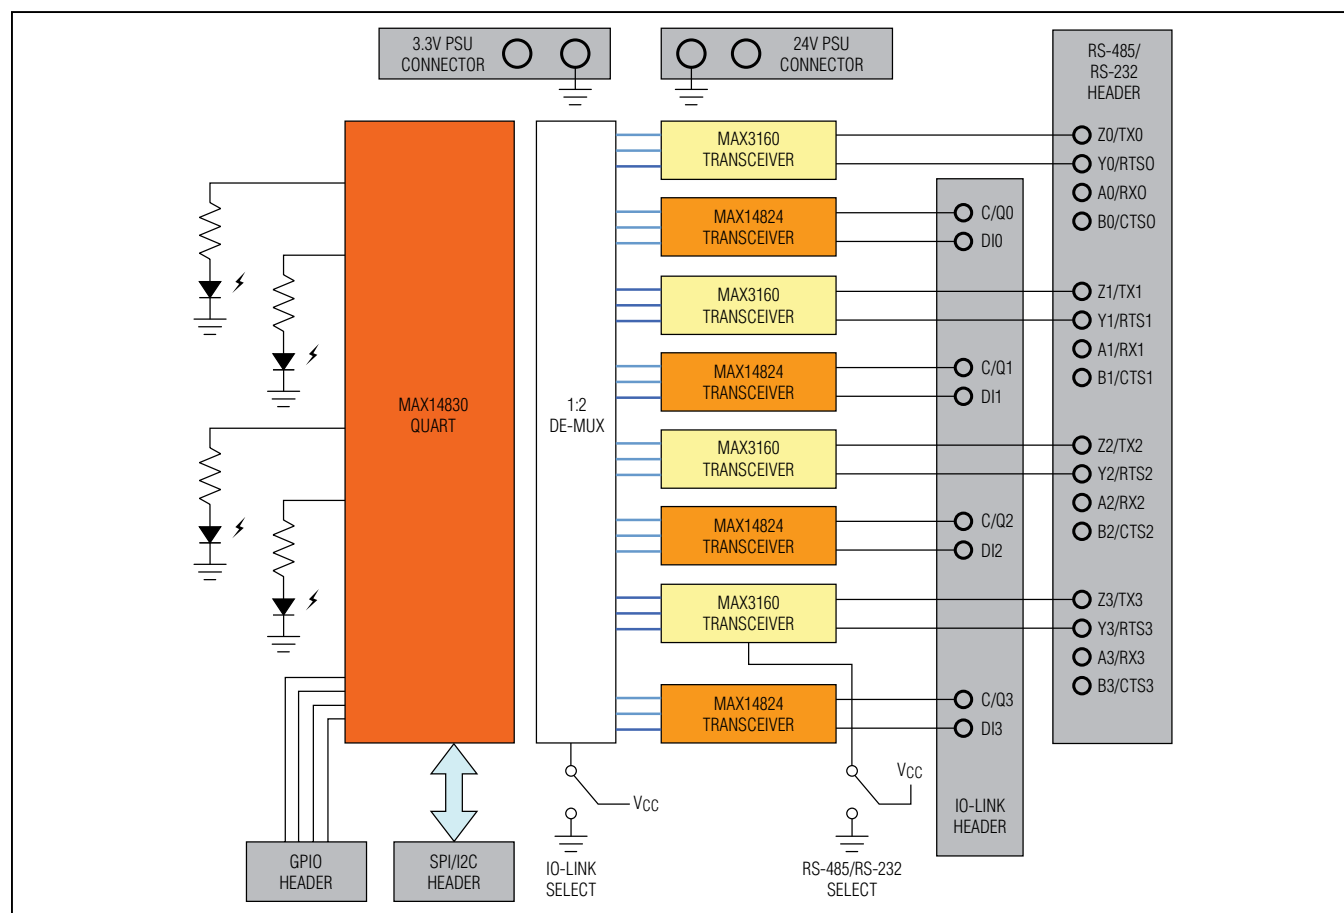 3.3V PSU
CONNECTOR
24V PSU
CONNECTOR
RS-485/
RS-232
HEADER
MAX3160
TRANSCEIVER
Z0/TX0
Y0/RTS0
A0/RX0
B0/CTS0
MAX14824
TRANSCEIVER
C/Q0
DI0
MAX3160
TRANSCEIVER
Z1/TX1
Y1/RTS1
A1/RX1
B1/CTS1
MAX14824
TRANSCEIVER
C/Q1
DI1
MAX14830
QUART
1:2
DE-MUX
MAX3160
TRANSCEIVER
Z2/TX2
Y2/RTS2
A2/RX2
B2/CTS2
MAX14824
TRANSCEIVER
C/Q2
DI2
MAX3160
TRANSCEIVER
Z3/TX3
Y3/RTS3
A3/RX3
B3/CTS3
MAX14824
TRANSCEIVER
C/Q3
DI3
VCC
VCC
IO-LINK
HEADER
GPIO
HEADER
SPI/I2C
HEADER
IO-LINK
SELECT
RS-485/RS-232
SELECT